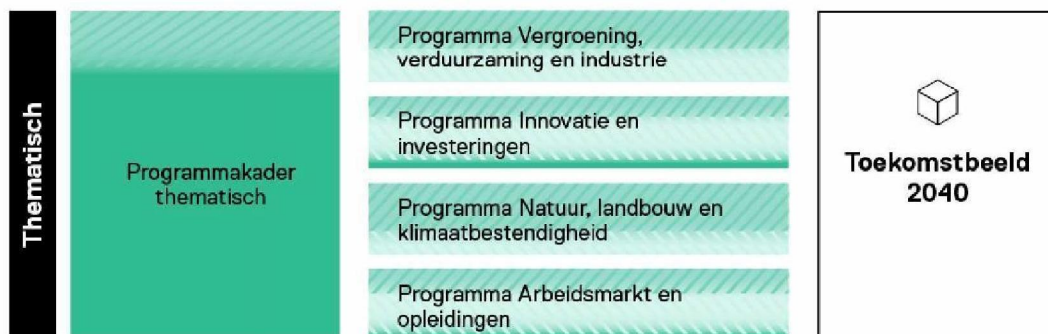 Thematisch
Programmakader
thematisch
Programma Vergroening,
verduurzaming en industrie
Programma Innovatie en
investeringen
Programma Natuur, landbouw en
klimaatbestendigheid
Programma Arbeidsmarkt en
opleidingen
Toekomstbeeld
2040